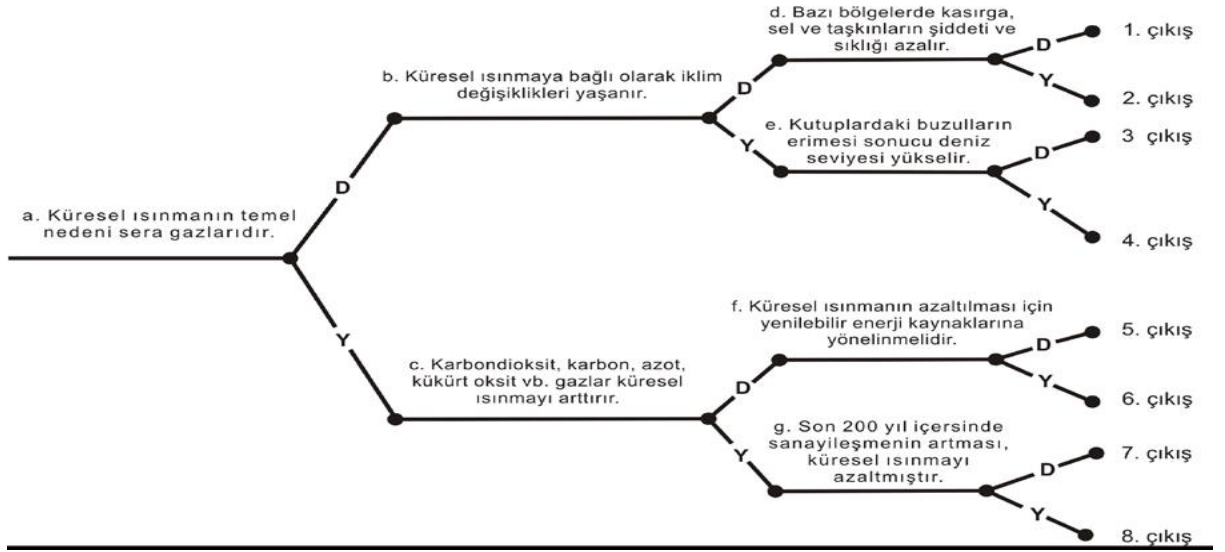 d. Bazı bölgelerde kasırga,
sel ve taşkınların şiddeti ve
sıklığı azalır.
D
1. çıkış
Y
2. çıkış
b. Küresel ısınmaya bağlı olarak iklim
değişiklikleri yaşanır.
D
Y
e. Kutuplardaki buzulların
erimesi sonucu deniz
seviyesi yükselir.
D
3 çıkış
Y
4. çıkış
D
a. Küresel ısınmanın temel
nedeni sera gazlarıdır.
Y
f. Küresel ısınmanın azaltılması için
yenilebilir enerji kaynaklarına
yönelinmelidir.
D
5. çıkış
Y
6. çıkış
c. Karbondioksit, karbon, azot,
kükürt oksit vb. gazlar küresel
ısınmayı arttırır.
D
Y
g. Son 200 yıl içersinde
sanayileşmenin artması,
küresel ısınmayı
azaltmıştır.
D
7. çıkış
Y
8. çıkış